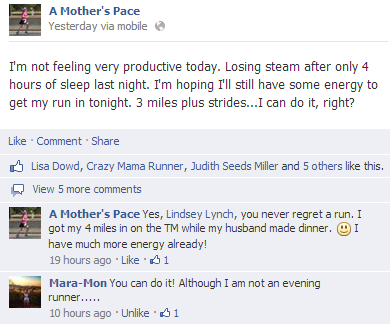 A Mother's Pace
Yesterday via mobile
I'm not feeling very productive today. Losing steam after only 4
hours of sleep last night. I'm hoping I'll still have some energy to
get my run in tonight. 3 miles plus strides...I can do it, right?
Like · Comment · Share
Lisa Dowd, Crazy Mama Runner, Judith Seeds Miller and 5 others like this.
View 5 more comments
A Mother's Pace Yes, Lindsey Lynch, you never regret a run. I
got my 4 miles in on the TM while my husband made dinner. I
have much more energy already!
19 hours ago · Like · 1
Mara-Mon You can do it! Although I am not an evening
runner.....
10 hours ago · Unlike · 1